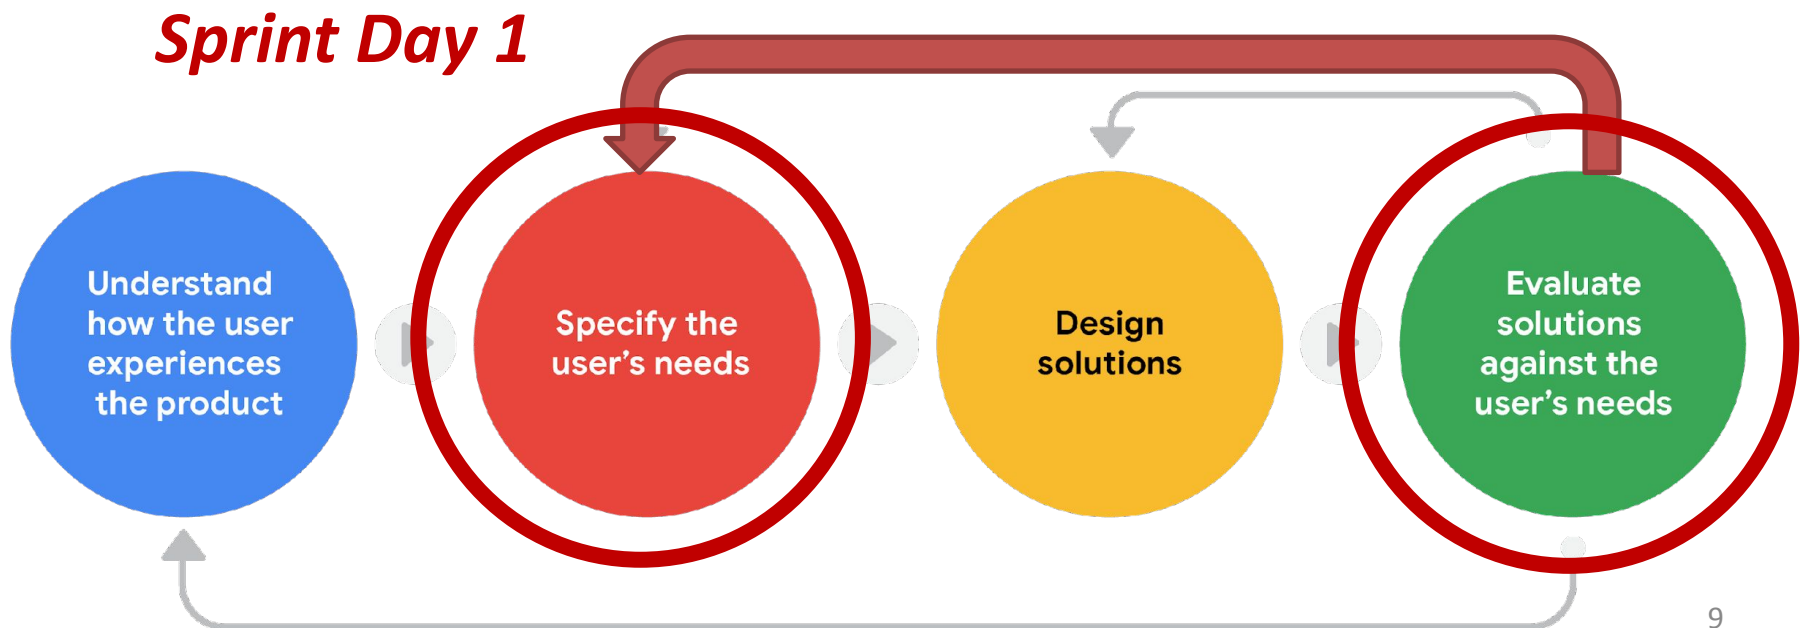 Sprint Day 1
Understand
how the user
experiences
the product
Specify the
user's needs
Design
solutions
Evaluate
solutions
against the
user's needs
9